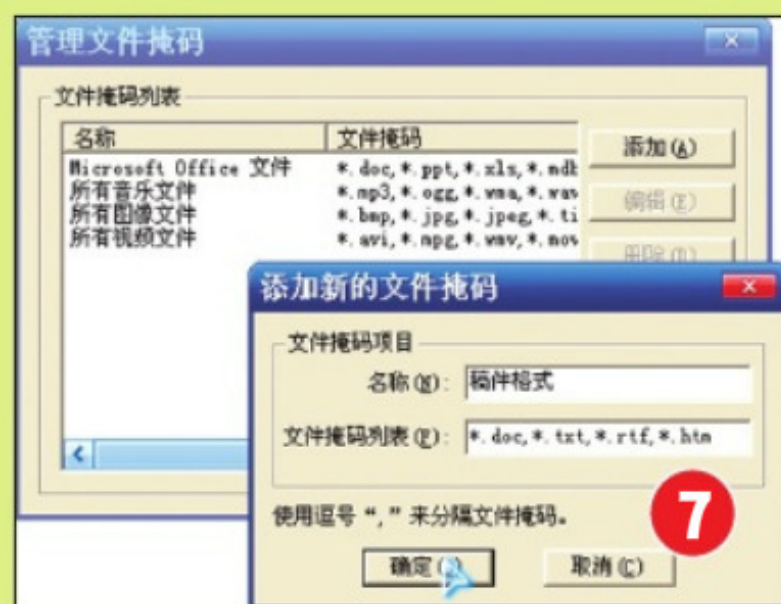 管理文件掩码
文件掩码列表
名称 文件掩码
Microsoft Office 文件 *.doc,*.ppt,*.xls,*.mdb
所有音乐文件 *.mp3,*.ogg,*.wma,*.wav
所有图像文件 *.bmp,*.jpg,*.jpeg,*.ti
所有视频文件 *.avi,*.mpg,*.wmv,*.mov
添加(A)
编辑(E)
删除(D)
添加新的文件掩码
文件掩码项目
名称(N): 稿件格式
文件掩码列表(F): *.doc,*.txt,*.rtf,*.htm
使用逗号“,”来分隔文件掩码。
7
确定
取消(C)